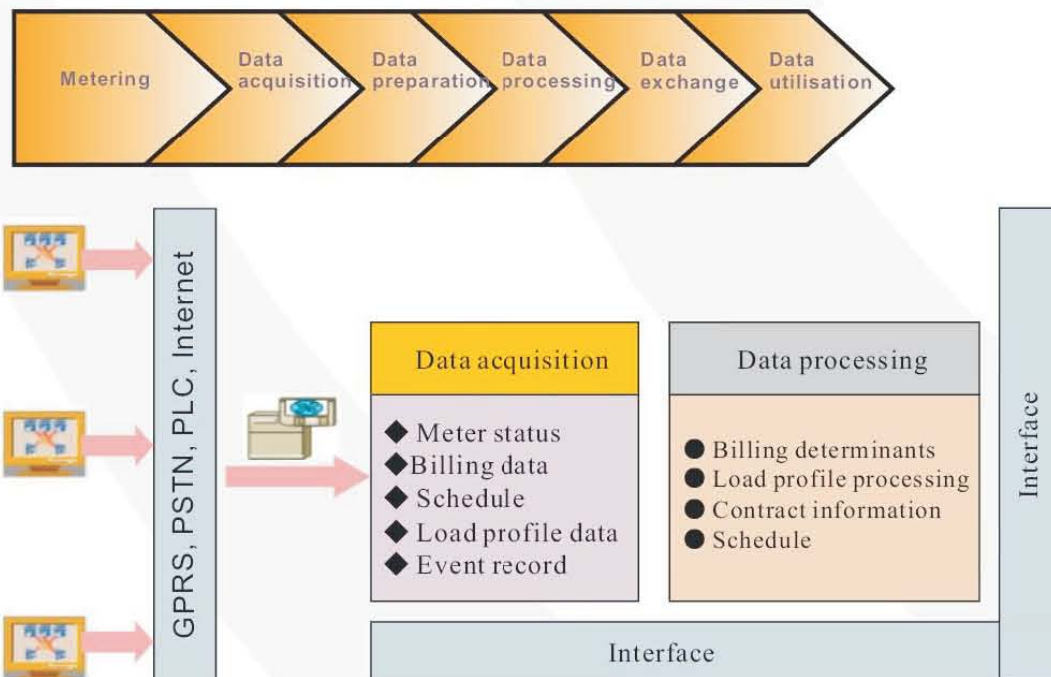 Metering
Data
acquisition
Data
preparation
Data
processing
Data
exchange
Data
utilisation
GPRS, PSTN, PLC, Internet
Data acquisition
◆ Meter status
◆ Billing data
◆ Schedule
◆ Load profile data
◆ Event record
Data processing
● Billing determinants
● Load profile processing
● Contract information
● Schedule
Interface
Interface